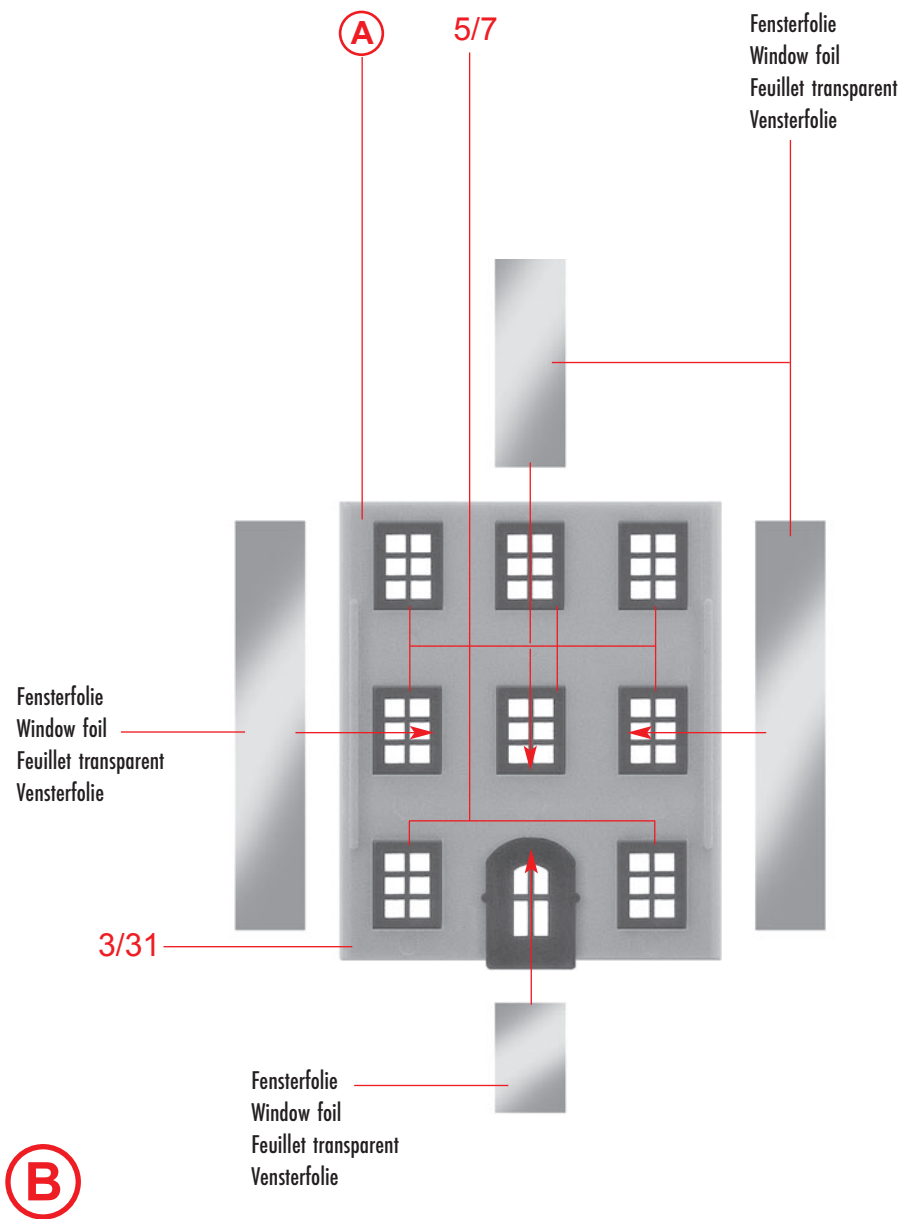 A
5/7
Fensterfolie
Window foil
Feuillet transparent
Vensterfolie
Fensterfolie
Window foil
Feuillet transparent
Vensterfolie
3/31
Fensterfolie
Window foil
Feuillet transparent
Vensterfolie
B